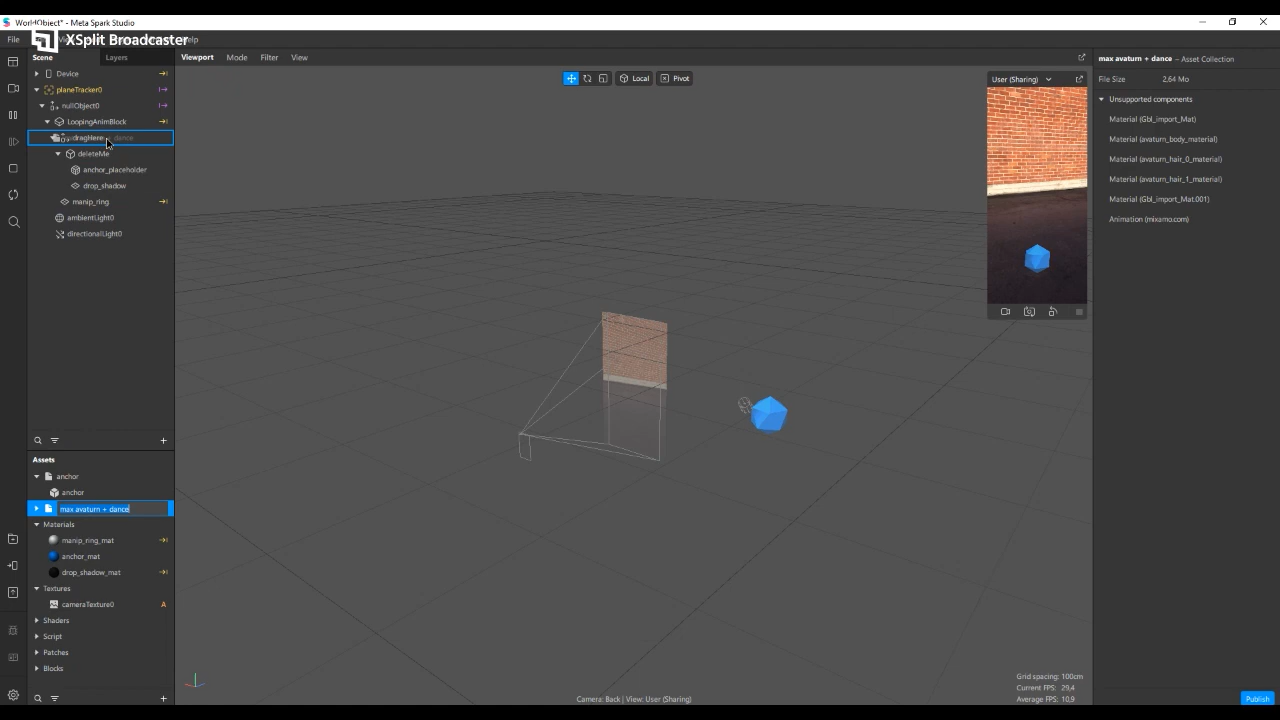 WorldObject* - Meta Spark Studio
File
XSplit Broadcaster
Help
Scene
Layers
Device
planeTracker0
nullObject0
LoopingAnimBlock
dragHere
dance
deleteMe
anchor_placeholder
drop_shadow
manip_ring
ambientLight0
directionalLight0
Assets
anchor
anchor
max avaturn + dance
Materials
manip_ring_mat
anchor_mat
drop_shadow_mat
Textures
cameraTexture0
A
Shaders
Script
Patches
Blocks
Viewport
Mode
Filter
View
Local
Pivot
User (Sharing)
Camera: Back | View: User (Sharing)
Grid spacing: 100cm
Current FPS: 29,4
Average FPS: 10,9
max avaturn + dance – Asset Collection
File Size 2,64 Mo
Unsupported components
Material (Gbl_import_Mat)
Material (avaturn_body_material)
Material (avaturn_hair_0_material)
Material (avaturn_hair_1_material)
Material (Gbl_import_Mat.001)
Animation (mixamo.com)
Publish